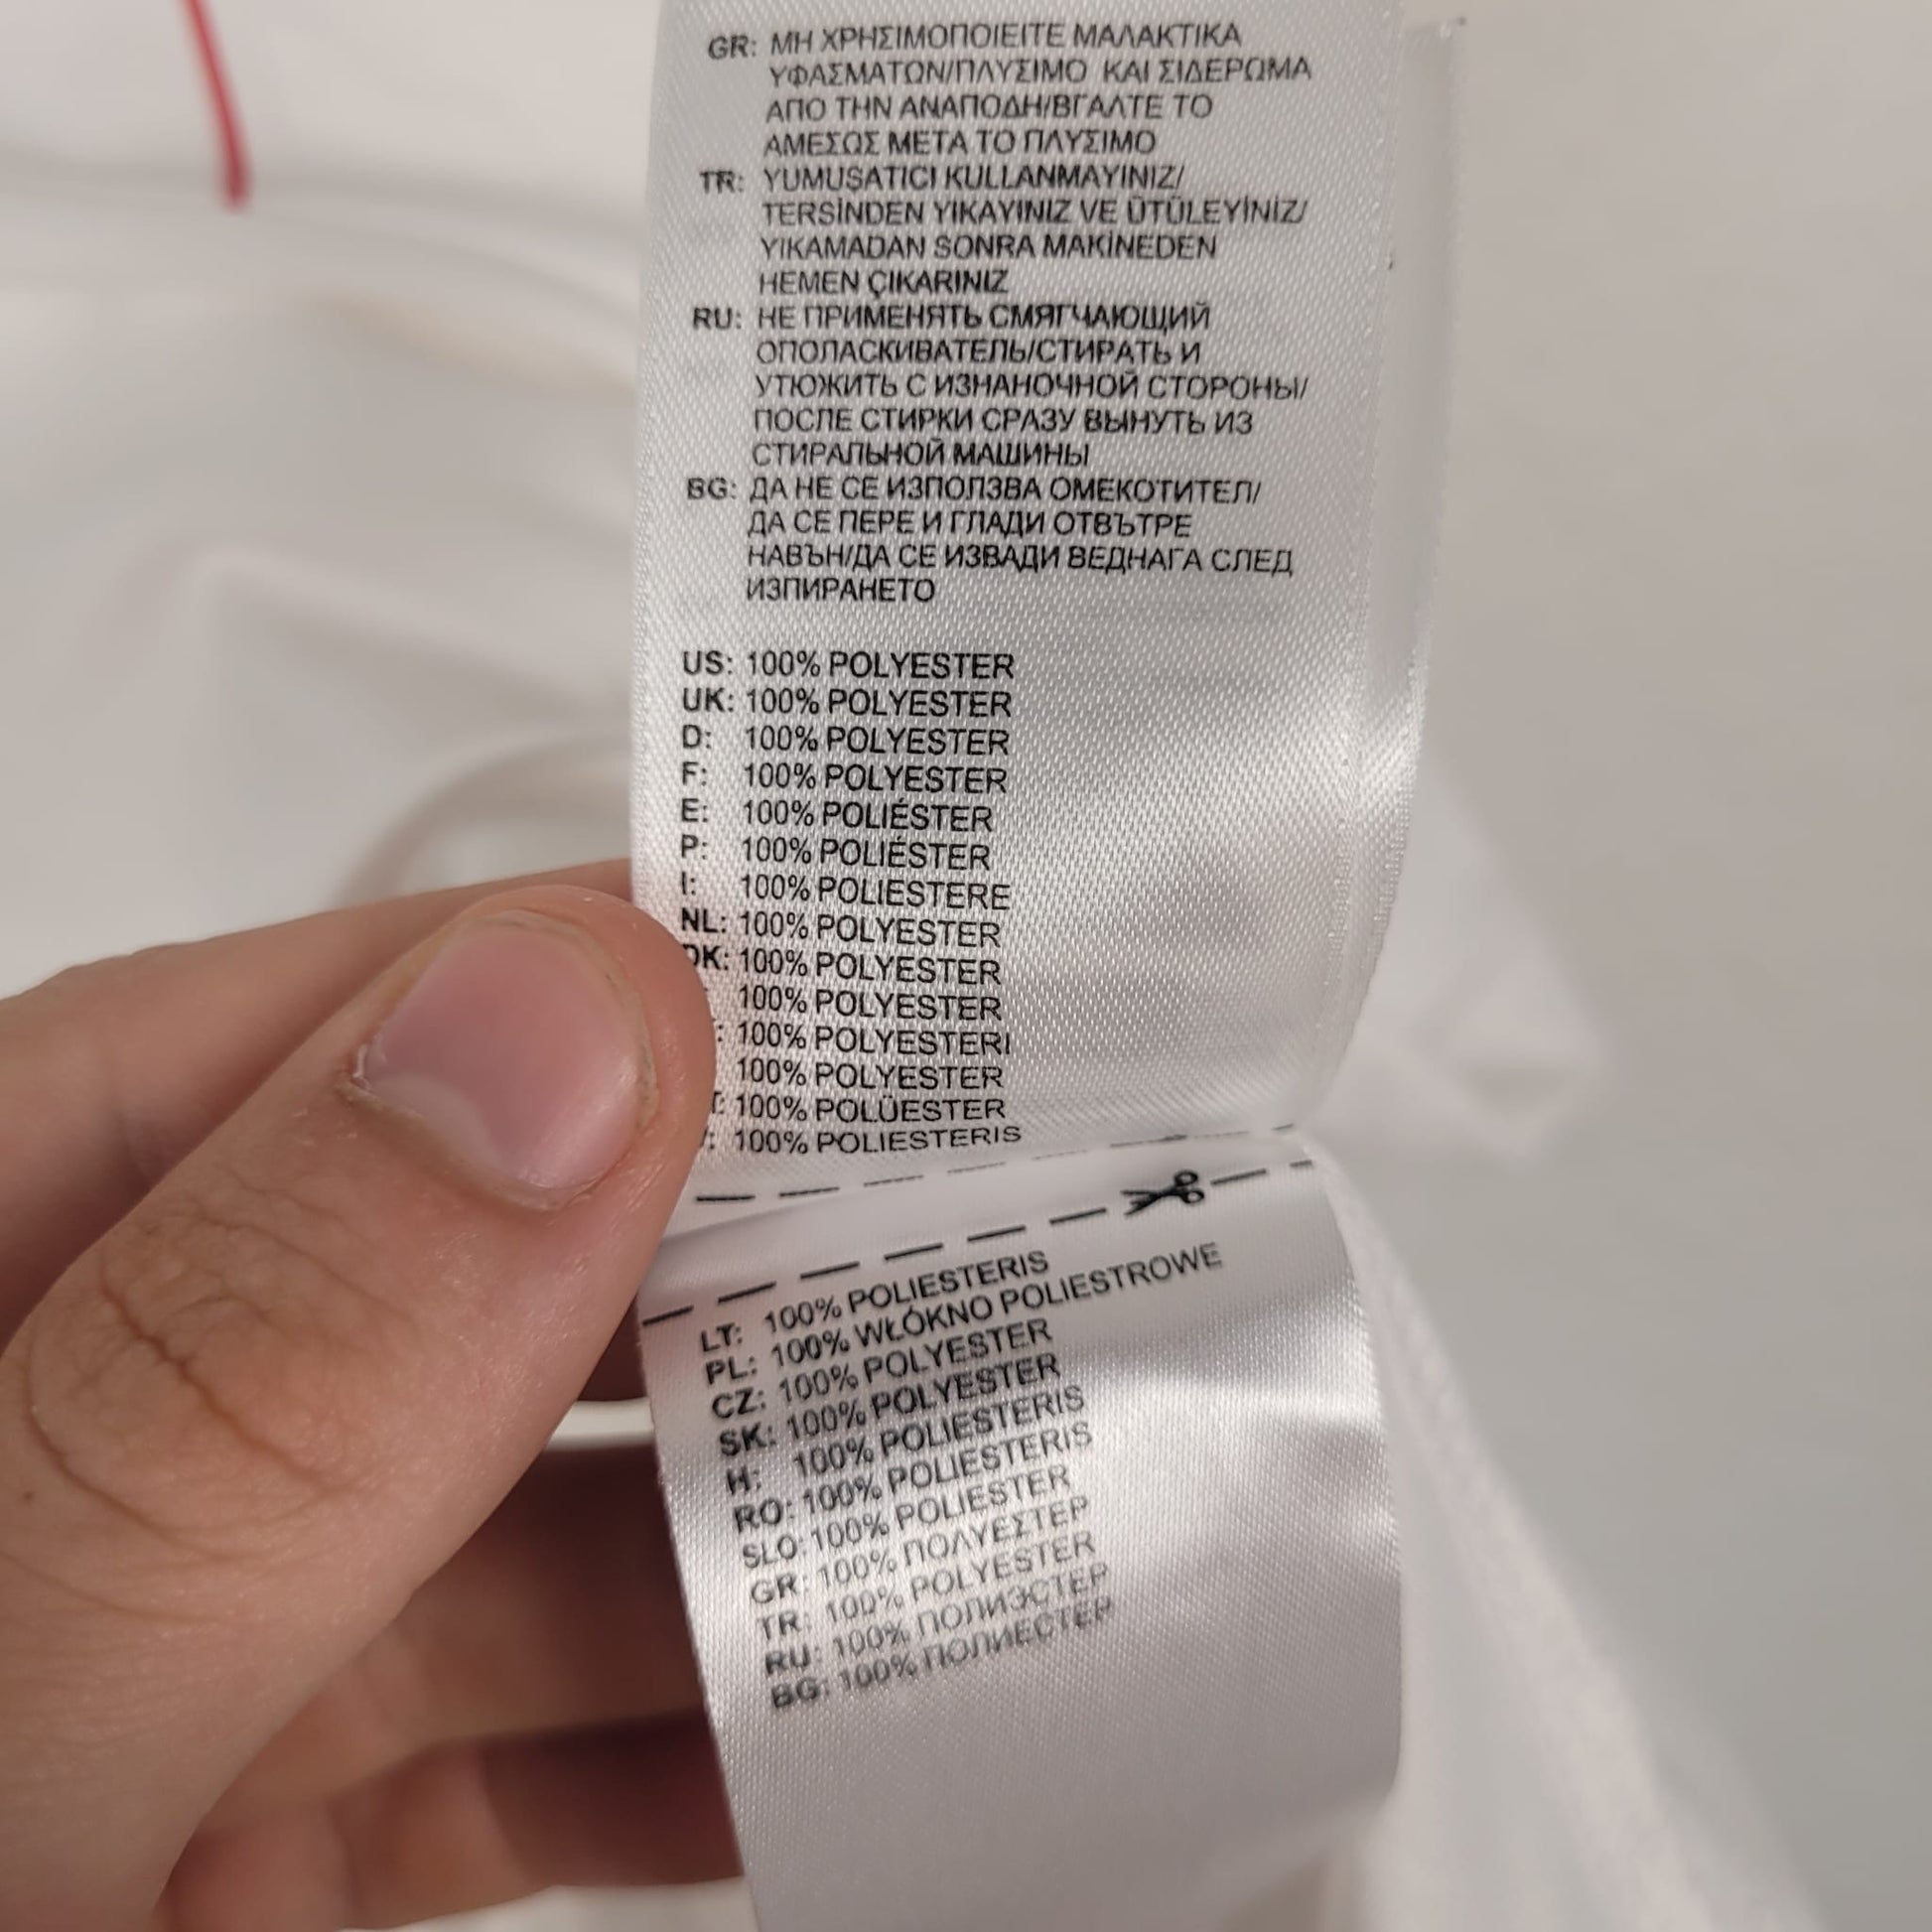 GR: ΜΗ ΧΡΗΣΙΜΟΠΟΙΕΙΤΕ ΜΑΛΑΚΤΙΚΑ
ΥΦΑΣΜΑΤΩΝ/ΠΛΥΣΙΜΟ ΚΑΙ ΣΙΔΕΡΩΜΑ
ΑΠΟ ΤΗΝ ΑΝΑΠΟΔΗ/ΒΓΑΛΤΕ ΤΟ
ΑΜΕΣΩΣ ΜΕΤΑ ΤΟ ΠΛΥΣΙΜΟ
TR: YUMUŞATICI KULLANMAYINIZ/
TERSİNDEN YIKAYINIZ VE ÜTÜLEYİNİZ/
YIKAMADAN SONRA MAKİNEDEN
HEMEN ÇIKARINIZ
RU: НЕ ПРИМЕНЯТЬ СМЯГЧАЮЩИЙ
ОПОЛАСКИВАТЕЛЬ/СТИРАТЬ И
УТЮЖИТЬ С ИЗНАНОЧНОЙ СТОРОНЫ/
ПОСЛЕ СТИРКИ СРАЗУ ВЫНУТЬ ИЗ
СТИРАЛЬНОЙ МАШИНЫ
BG: ДА НЕ СЕ ИЗПОЛЗВА ОМЕКОТИТЕЛ/
ДА СЕ ПЕРЕ И ГЛАДИ ОТВЪТРЕ
НАВЪН/ДА СЕ ИЗВАДИ ВЕДНАГА СЛЕД
ИЗПИРАНЕТО
US: 100% POLYESTER
UK: 100% POLYESTER
D: 100% POLYESTER
F: 100% POLYESTER
E: 100% POLIÉSTER
P: 100% POLIÉSTER
I: 100% POLIESTERE
NL: 100% POLYESTER
DK: 100% POLYESTER
100% POLYESTER
100% POLYESTERI
100% POLYESTER
100% POLÜESTER
100% POLIESTERIS
LT: 100% POLIESTERIS
PL: 100% WŁÓKNO POLIESTROWE
CZ: 100% POLYESTER
SK: 100% POLYESTER
H: 100% POLIESTERIS
RO: 100% POLIESTERIS
SLO: 100% POLIESTER
GR: 100% ΠΟΛΥΕΣΤΕΡ
TR: 100% POLYESTER
RU: 100% ПОЛИЭСТЕР
BG: 100% ПОЛИЕСТЕР